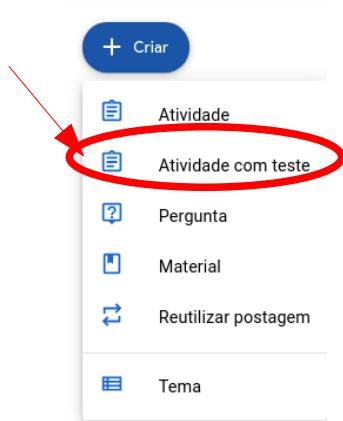 Criar
Atividade
Atividade com teste
Pergunta
Material
Reutilizar postagem
Tema